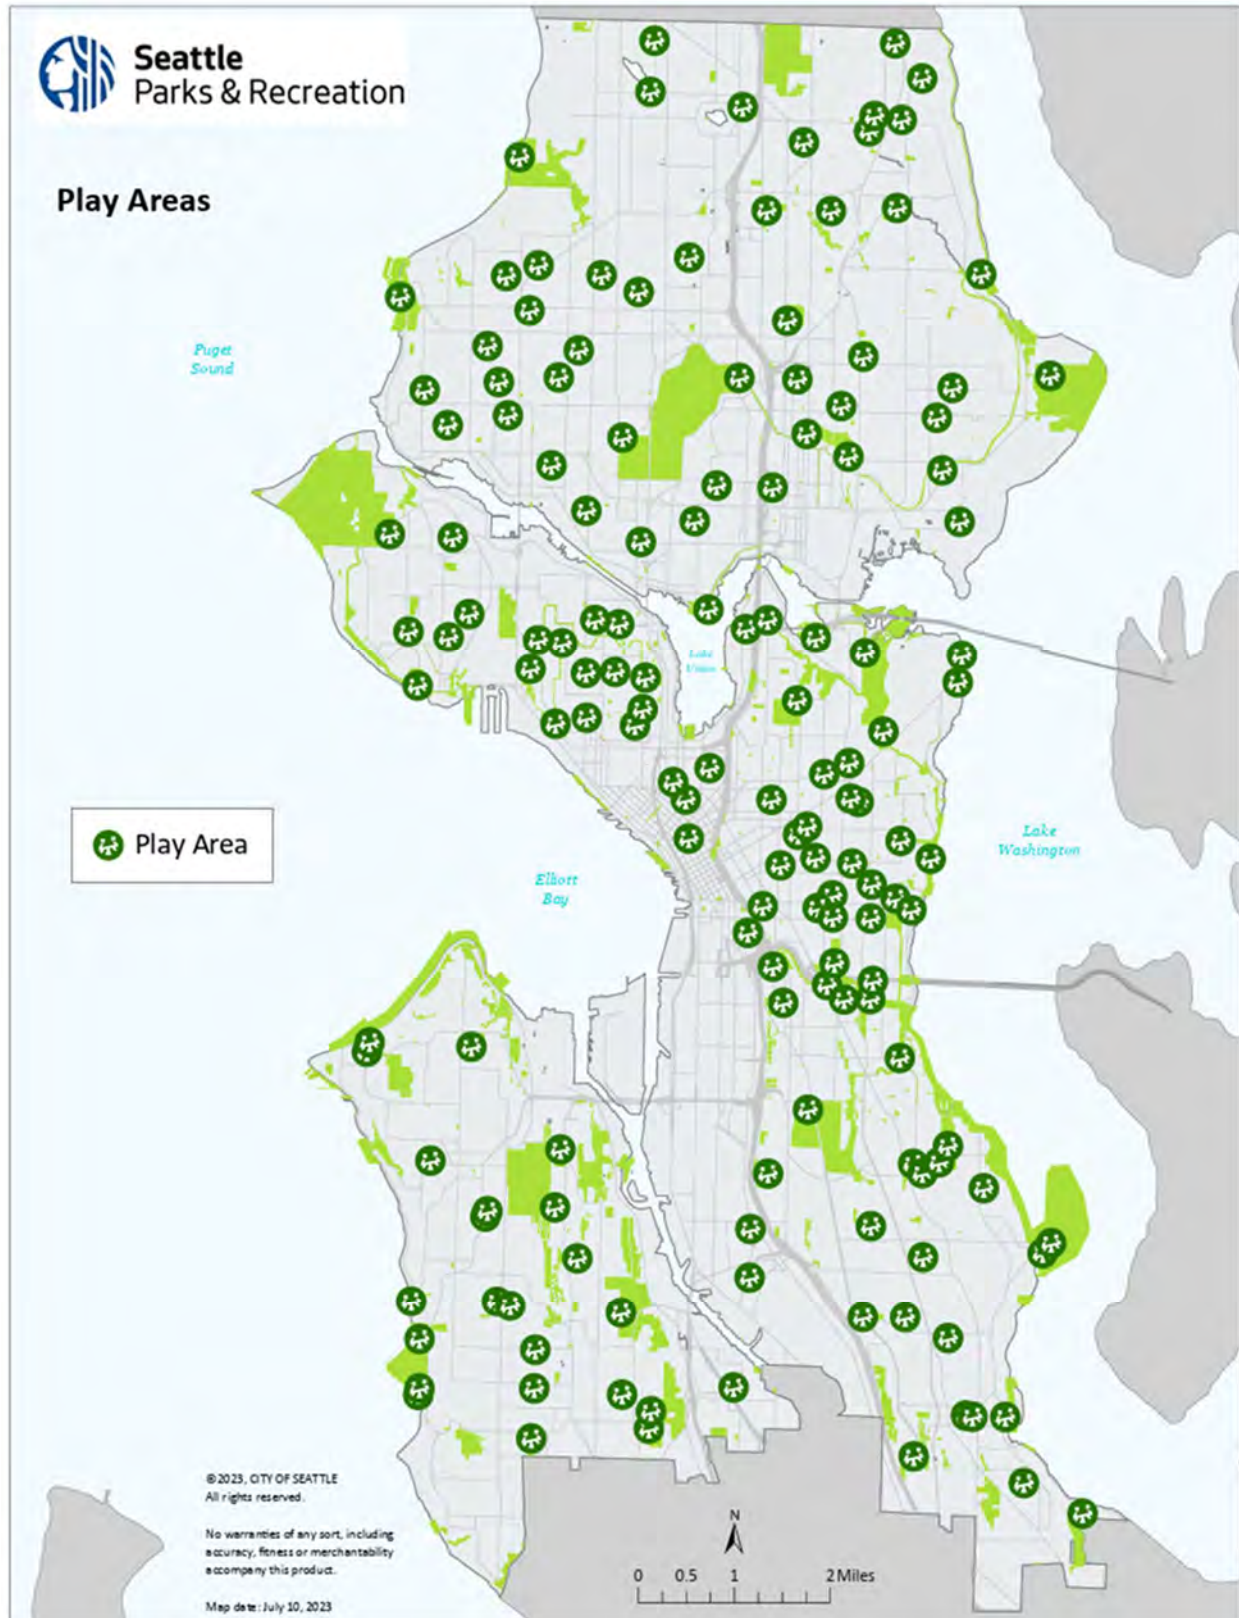 Seattle
Parks & Recreation
Play Areas
Puget
Sound
Lake
Union
Play Area
Lake
Washington
Elliott
Bay
©2023, CITY OF SEATTLE
All rights reserved.
No warranties of any sort, including
accuracy, fitness or merchantability
accompany this product.
Map date: July 10, 2023
N
0 0.5 1 2 Miles